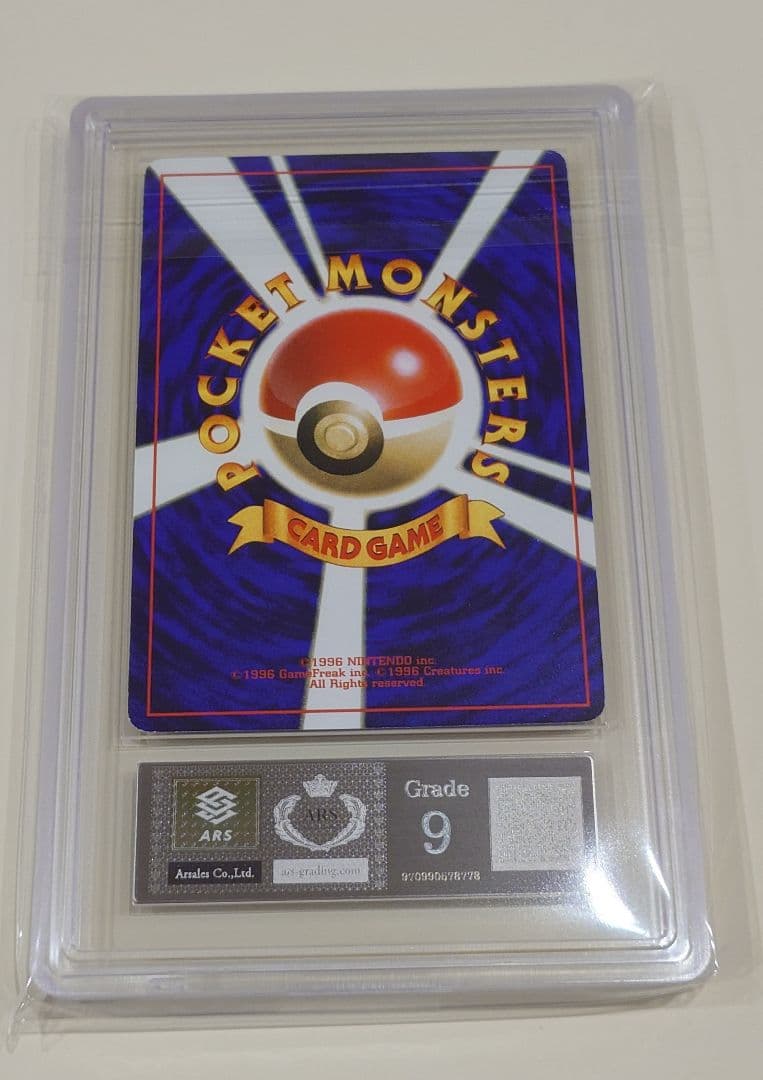 POCKET MONSTERS
CARD GAME
©1996 NINTENDO inc.
©1996 GameFreak inc. ©1996 Creatures inc.
All Rights reserved.
ARS
Arsales Co.,Ltd.
ARS
ars-grading.com
Grade
9
970990578778